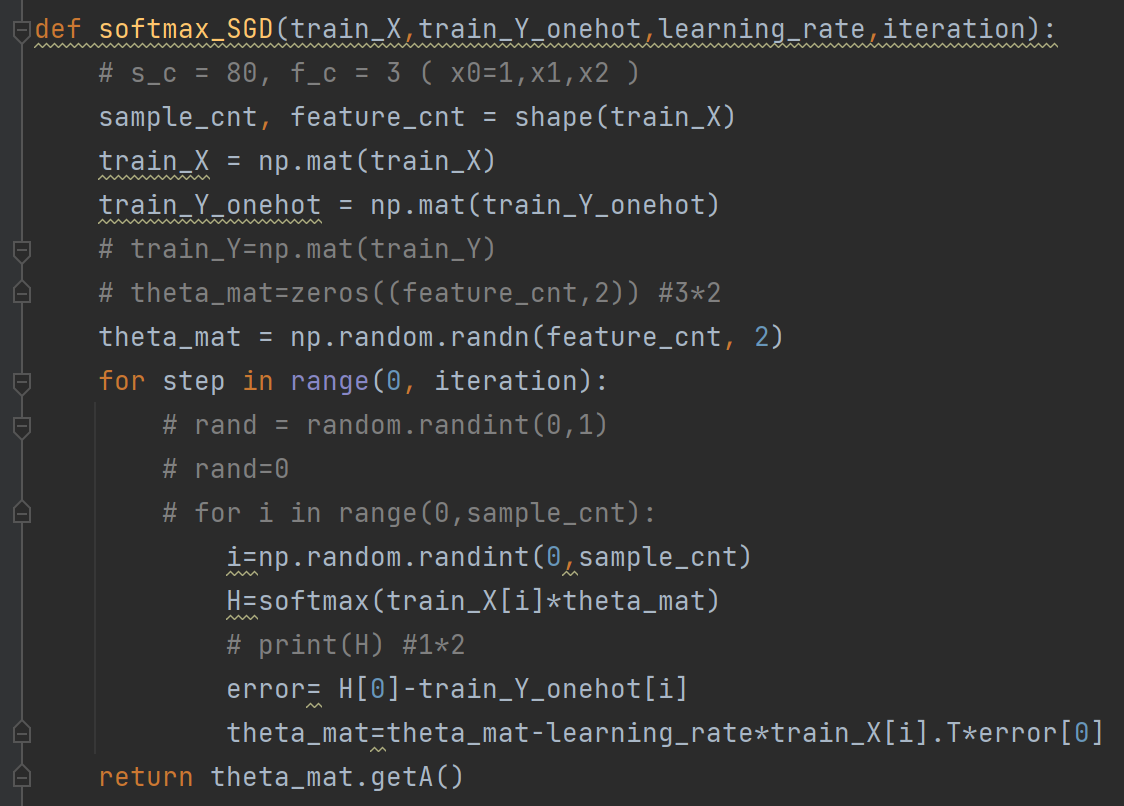 def softmax_SGD(train_X,train_Y_onehot,learning_rate,iteration):
    # s_c = 80, f_c = 3 ( x0=1,x1,x2 )
    sample_cnt, feature_cnt = shape(train_X)
    train_X = np.mat(train_X)
    train_Y_onehot = np.mat(train_Y_onehot)
    # train_Y=np.mat(train_Y)
    # theta_mat=zeros((feature_cnt,2)) #3*2
    theta_mat = np.random.randn(feature_cnt, 2)
    for step in range(0, iteration):
        # rand = random.randint(0,1)
        # rand=0
        # for i in range(0,sample_cnt):
            i=np.random.randint(0,sample_cnt)
            H=softmax(train_X[i]*theta_mat)
            # print(H) #1*2
            error= H[0]-train_Y_onehot[i]
            theta_mat=theta_mat-learning_rate*train_X[i].T*error[0]
    return theta_mat.getA()